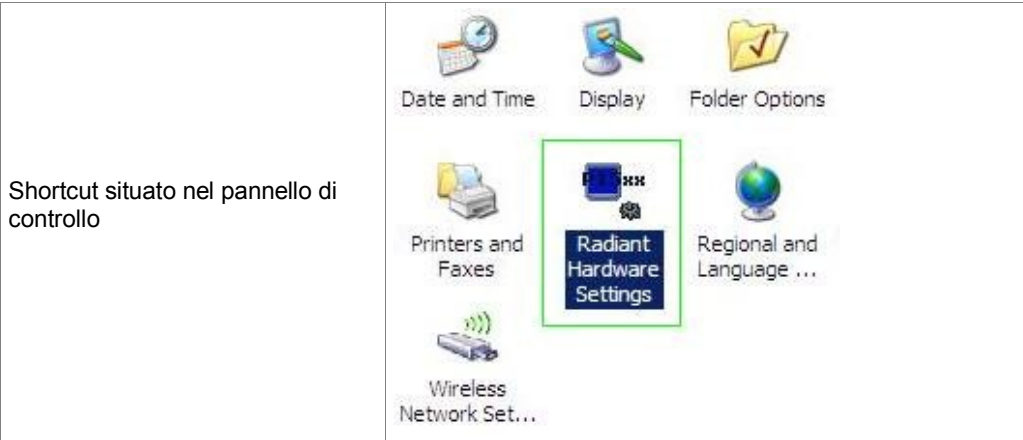 Shortcut situato nel pannello di
controllo
Date and Time
Display
Folder Options
xx
Printers and
Faxes
Radiant
Hardware
Settings
Regional and
Language ...
Wireless
Network Set...